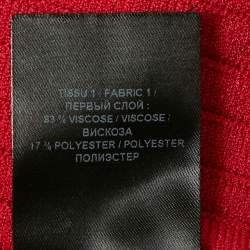 TISSU 1 / FABRIC 1 /
ПЕРВЫЙ СЛОЙ :
83 % VISCOSE / VISCOSE /
ВИСКОЗА
17 % POLYESTER / POLYESTER
ПОЛИЭСТЕР